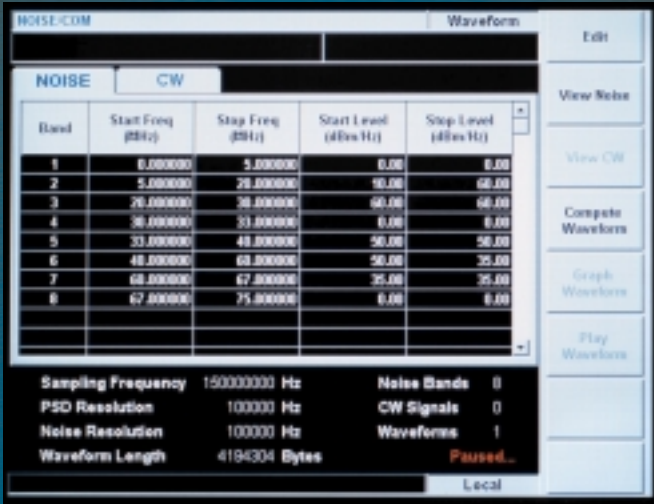 NOISE/COM
Waveform
NOISE CW
Band Start Freq (MHz) Stop Freq (MHz) Start Level (dBm/Hz) Stop Level (dBm/Hz)
1 0.000000 5.000000 0.00 0.00
2 5.000000 20.000000 60.00
3 20.000000 30.000000 60.00 60.00
4 30.000000 33.000000 0.00 0.00
5 33.000000 40.000000 50.00 50.00
6 40.000000 60.000000 50.00 35.00
7 60.000000 67.000000 35.00 35.00
8 67.000000 75.000000 0.00 0.00
Sampling Frequency 150000000 Hz Noise Bands 8
PSD Resolution 100000 Hz CW Signals 0
Noise Resolution 100000 Hz Waveforms 1
Waveform Length 4194304 Bytes Paused...
Local
Edit
View Noise
View CW
Compute Waveform
Graph Waveform
Play Waveform